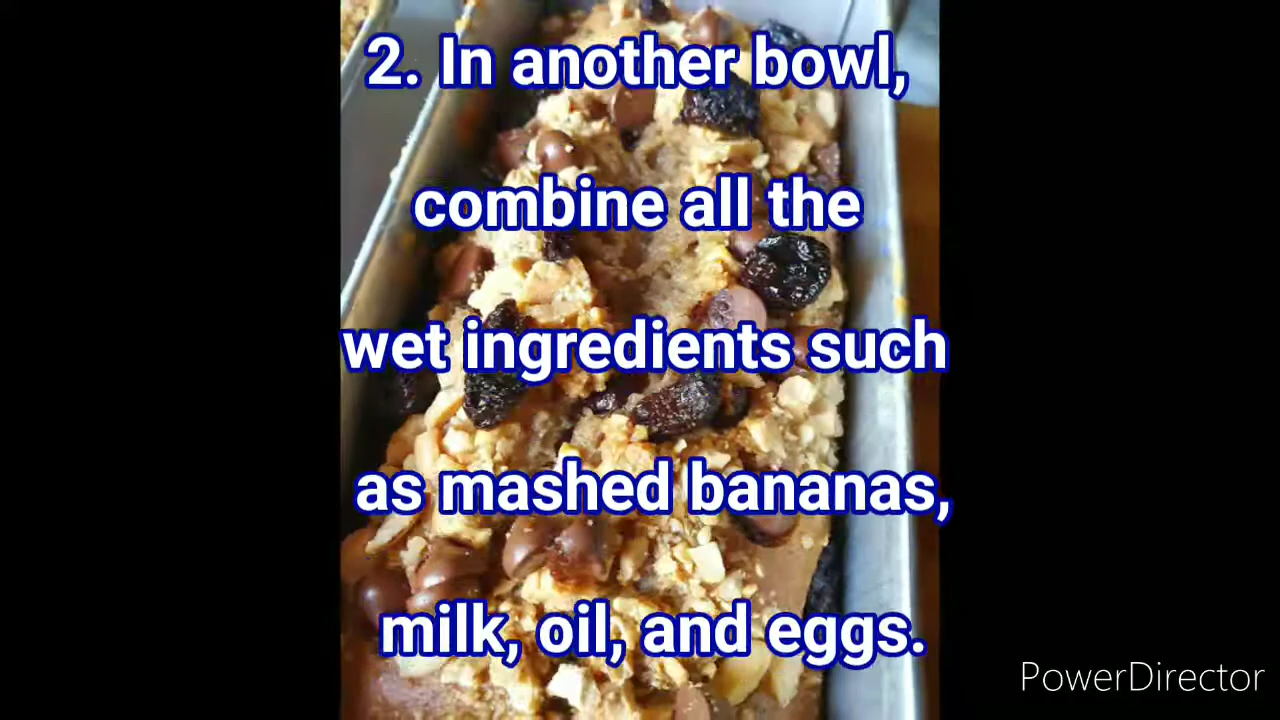 2. In another bowl,
combine all the
wet ingredients such
as mashed bananas,
milk, oil, and eggs.
PowerDirector